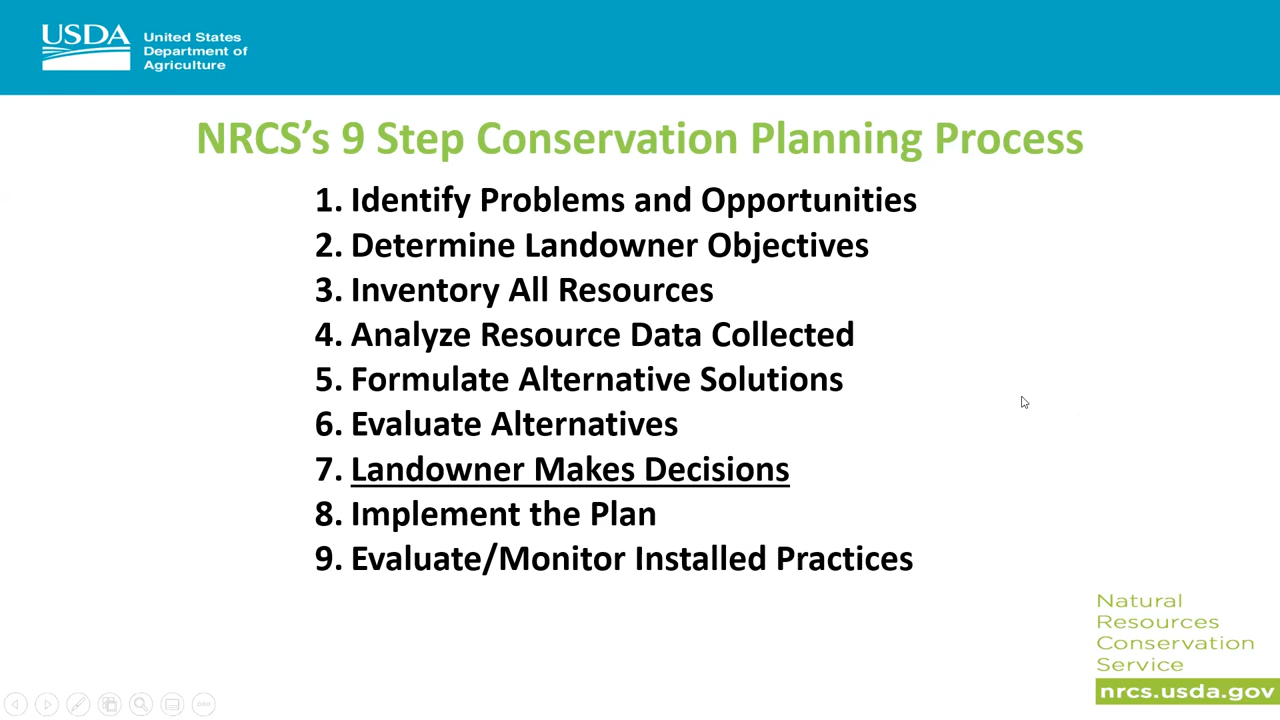 USDA
United States
Department of
Agriculture
NRCS’s 9 Step Conservation Planning Process
1. Identify Problems and Opportunities
2. Determine Landowner Objectives
3. Inventory All Resources
4. Analyze Resource Data Collected
5. Formulate Alternative Solutions
6. Evaluate Alternatives
7. Landowner Makes Decisions
8. Implement the Plan
9. Evaluate/Monitor Installed Practices
Natural
Resources
Conservation
Service
nrcs.usda.gov